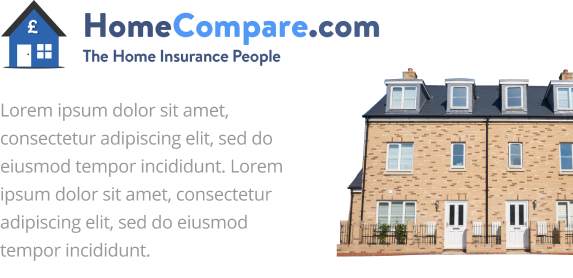 £
HomeCompare.com
The Home Insurance People
Lorem ipsum dolor sit amet,
consectetur adipiscing elit, sed do
eiusmod tempor incididunt. Lorem
ipsum dolor sit amet, consectetur
adipiscing elit, sed do eiusmod
tempor incididunt.